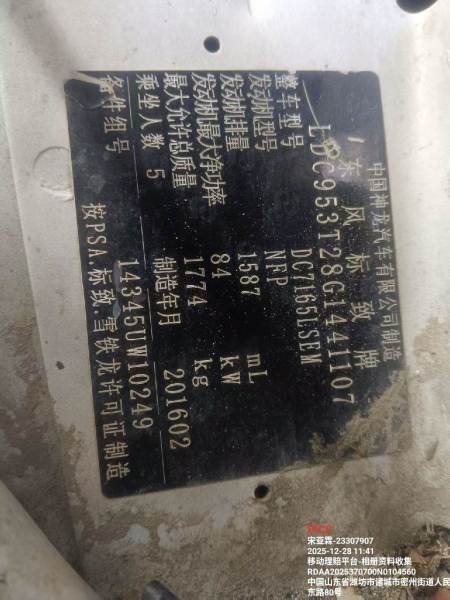 中国神龙汽车有限公司制造
东风标致牌
LDC953T28G1441107
整车型号 DC7165LSEM
发动机型号 NFP
发动机排量 1587 mL
发动机最大净功率 84 kW
最大允许总质量 1774 kg
乘坐人数 5 制造年月 201602
备件组号 14345UW10249
按PSA.标致.雪铁龙许可证制造
PICC
宋亚霖-23307907
2025-12-28 11:41
移动理赔平台-相册资料收集
RDAA2025370700N0104560
中国山东省潍坊市诸城市密州街道人民
东路80号